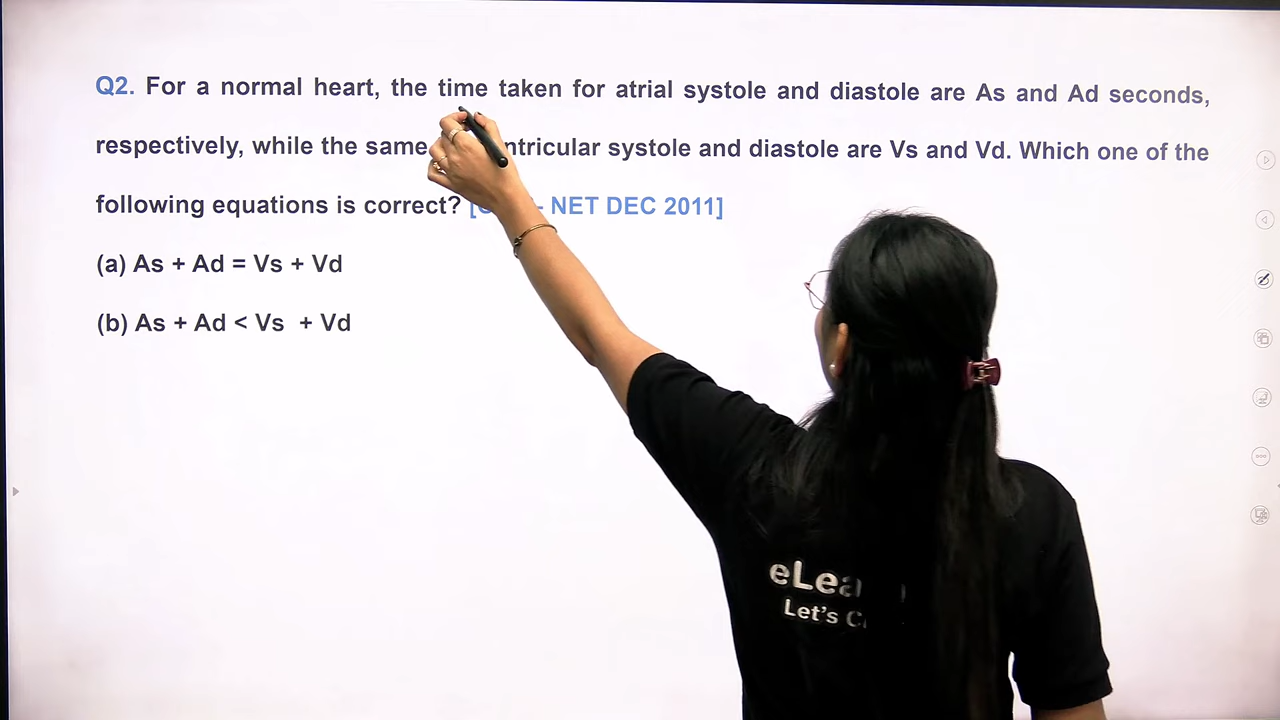 Q2. For a normal heart, the time taken for atrial systole and diastole are As and Ad seconds,
respectively, while the same ntricular systole and diastole are Vs and Vd. Which one of the
following equations is correct? [ - NET DEC 2011]
(a) As + Ad = Vs + Vd
(b) As + Ad < Vs + Vd
eLea
Let's C